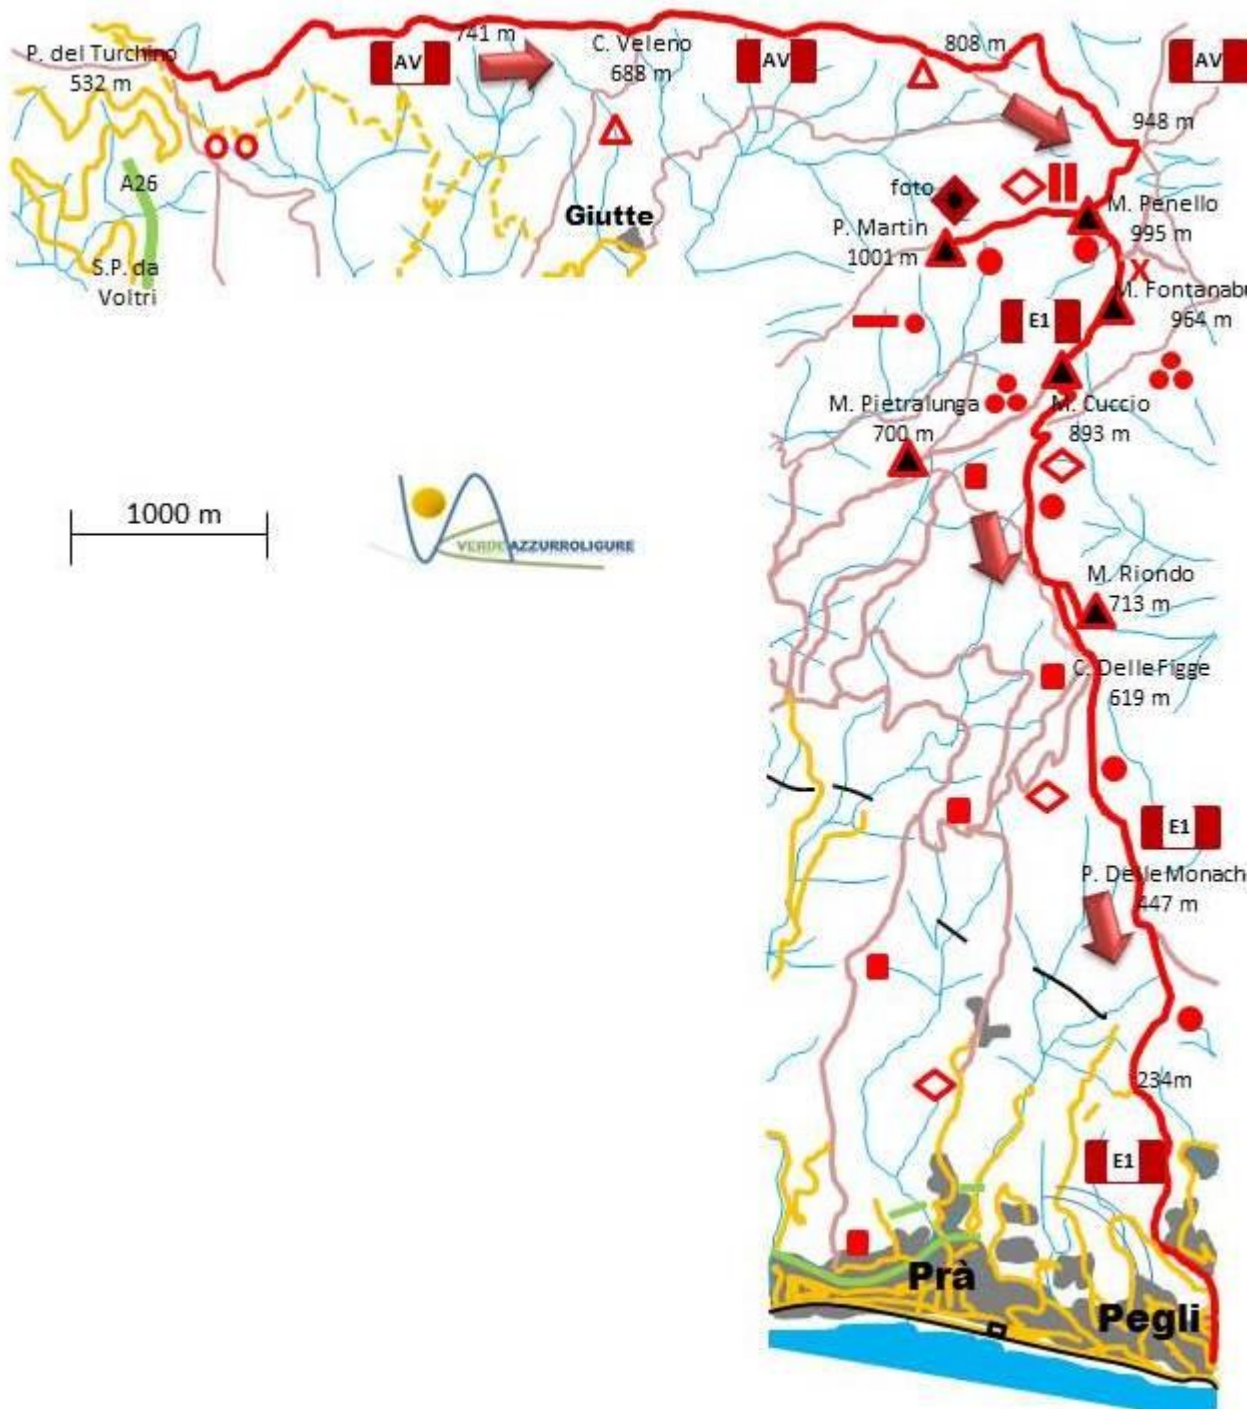 741 m
P. del Turchino
532 m
AV
C. Veleno
688 m
AV
808 m
AV
948 m
A26
foto
M. Penello
995 m
Giutte
P. Martin
1001 m
X
S.P. da
Voltri
M. Fontanabu
964 m
E1
M. Pietralunga
700 m
M. Cuccio
893 m
1000 m
VERDEAZZURROLIGURE
M. Riondo
713 m
C. Delle Figge
619 m
E1
P. Delle Monach
447 m
234m
E1
Prà
Pegli